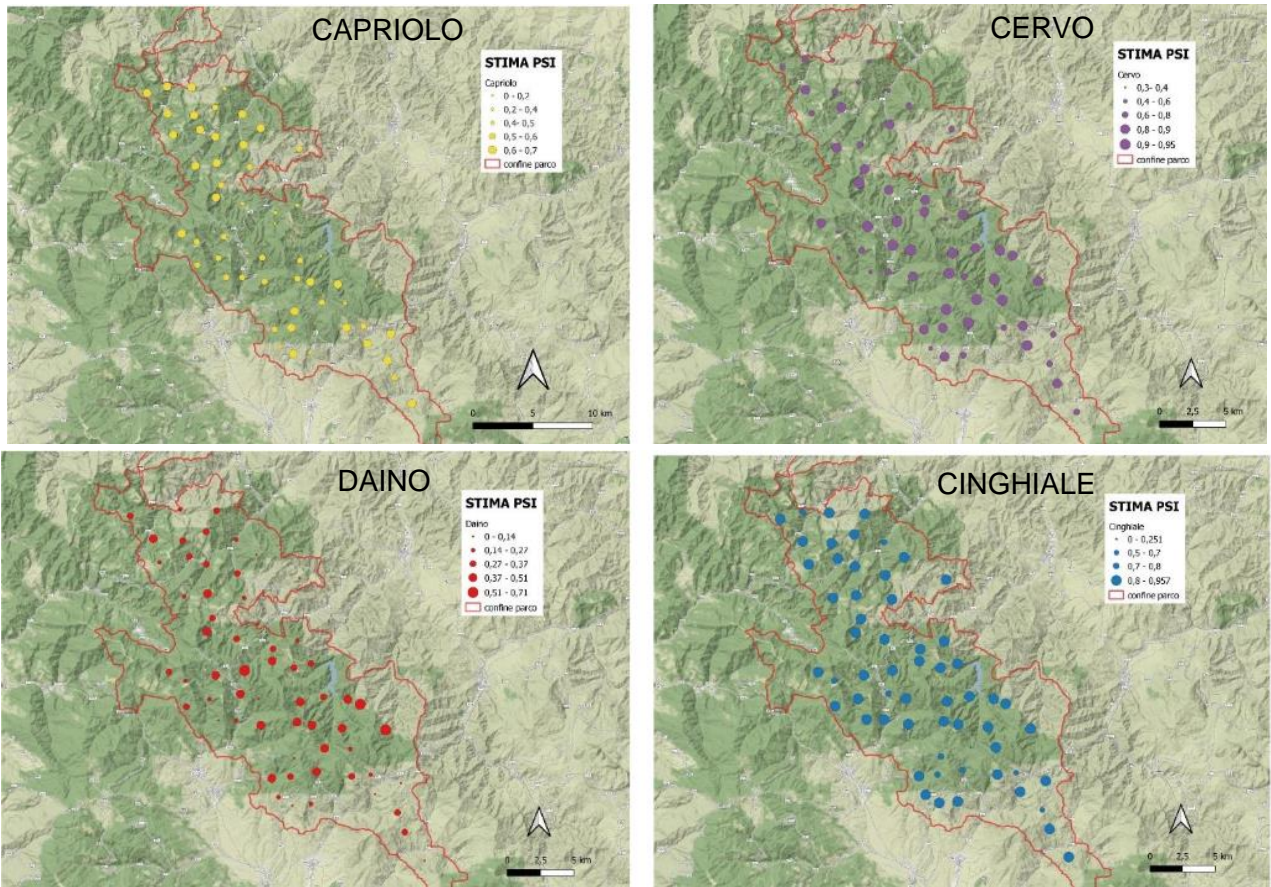 CAPRIOLO
STIMA PSI
Capriolo
0 - 0,2
0,2 - 0,4
0,4- 0,5
0,5 - 0,6
0,6 - 0,7
confine parco
0 5 10 km
CERVO
STIMA PSI
Cervo
0,3- 0,4
0,4 - 0,6
0,6 - 0,8
0,8 - 0,9
0,9 - 0,95
confine parco
0 2,5 5 km
DAINO
STIMA PSI
Daino
0 - 0,14
0,14 - 0,27
0,27 - 0,37
0,37 - 0,51
0,51 - 0,71
confine parco
0 2,5 5 km
CINGHIALE
STIMA PSI
Cinghiale
0 - 0,251
0,5 - 0,7
0,7 - 0,8
0,8 - 0,957
confine parco
0 2,5 5 km